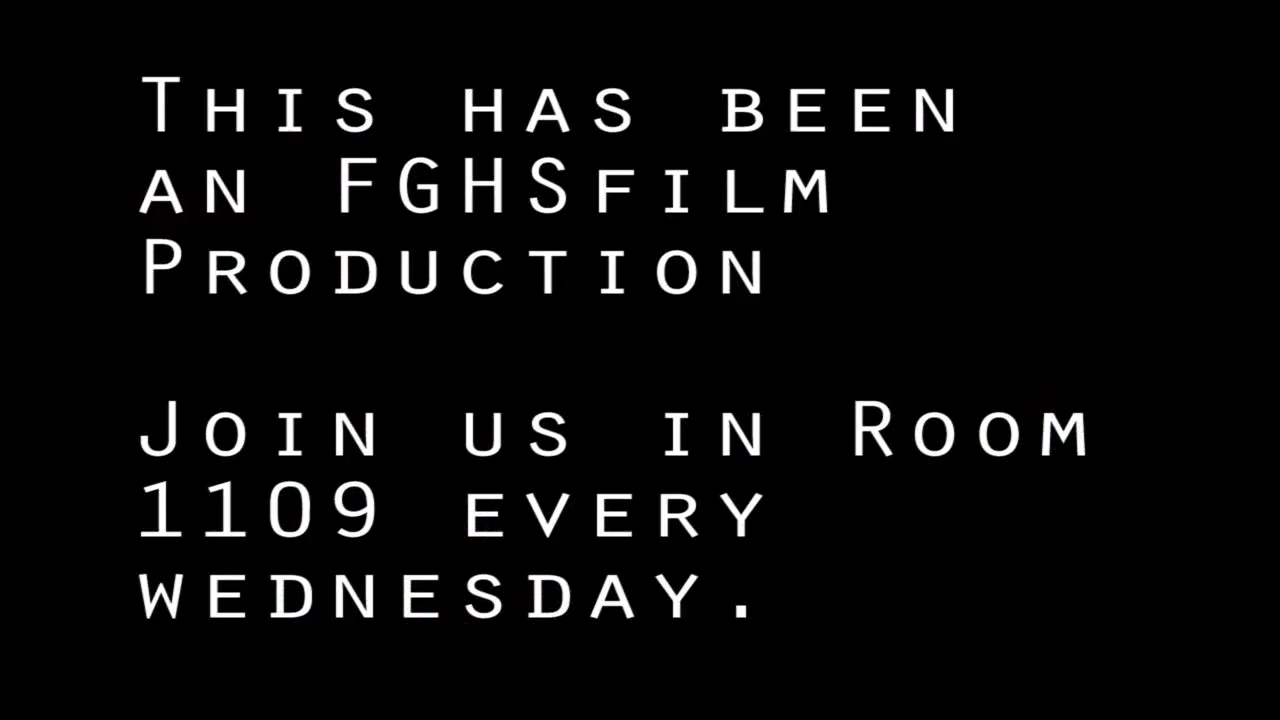 This has been
an FGHSfilm
Production
Join us in Room
1109 every
wednesday.